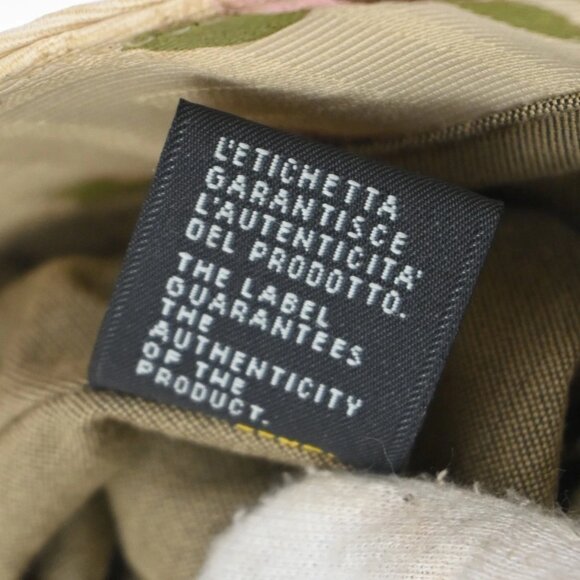 L'ETICHETTA
GARANTISCE
L'AUTENTICITA'
DEL PRODOTTO.
THE LABEL
GUARANTEES
THE
AUTHENTICITY
OF THE
PRODUCT.